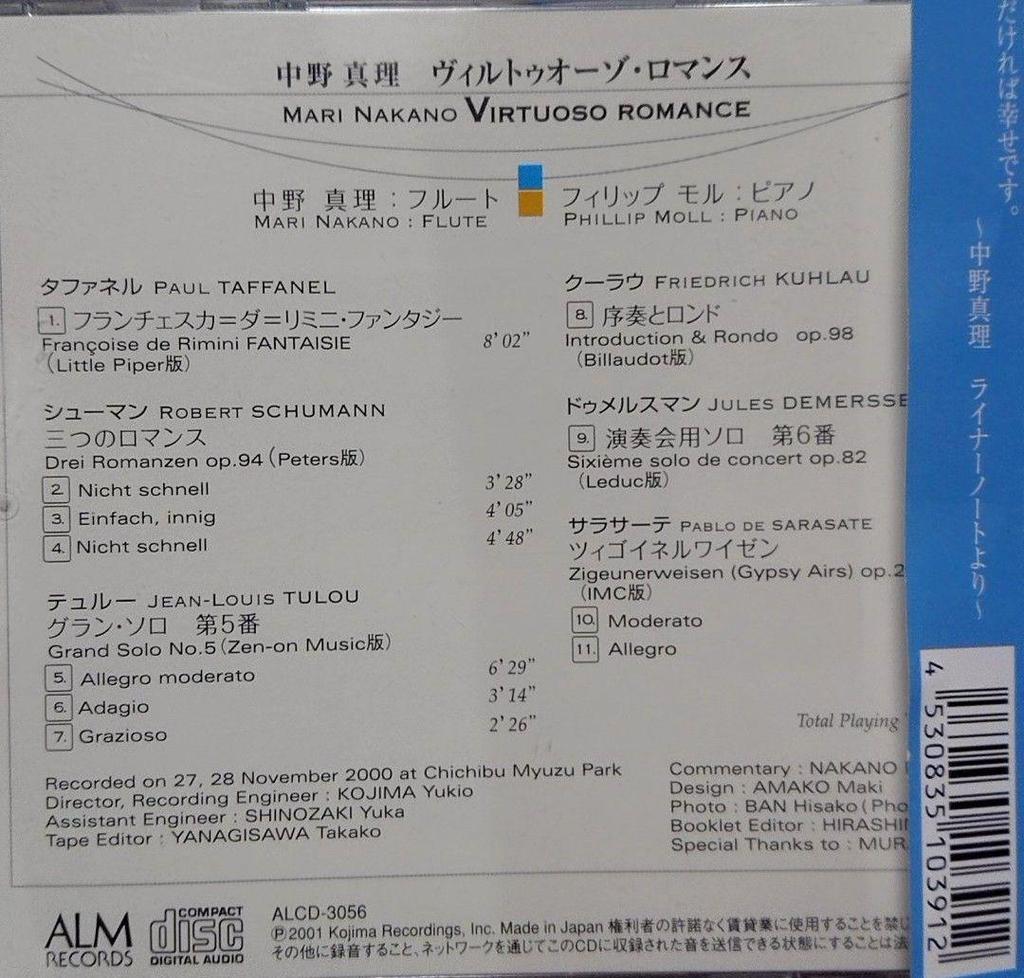 中野 真理 ヴィルトゥオーゾ・ロマンス
MARI NAKANO VIRTUOSO ROMANCE
中野 真理：フルート
MARI NAKANO : FLUTE
フィリップ モル：ピアノ
PHILLIP MOLL : PIANO
タファネル PAUL TAFFANEL
1. フランチェスカ=ダ=リミニ・ファンタジー
Françoise de Rimini FANTAISIE 8'02"
（Little Piper版）
シューマン ROBERT SCHUMANN
三つのロマンス
Drei Romanzen op.94（Peters版）
2. Nicht schnell 3'28"
3. Einfach, innig 4'05"
4. Nicht schnell 4'48"
テュルー JEAN-LOUIS TULOU
グラン・ソロ 第5番
Grand Solo No.5（Zen-on Music版）
5. Allegro moderato 6'29"
6. Adagio 3'14"
7. Grazioso 2'26"
クーラウ FRIEDRICH KUHLAU
8. 序奏とロンド
Introduction & Rondo op.98
（Billaudot版）
ドゥメルスマン JULES DEMERSSE
9. 演奏会用ソロ 第6番
Sixième solo de concert op.82
（Leduc版）
サラサーテ PABLO DE SARASATE
ツィゴイネルワイゼン
Zigeunerweisen (Gypsy Airs) op.2
（IMC版）
10. Moderato
11. Allegro
Total Playing
Recorded on 27, 28 November 2000 at Chichibu Myuzu Park
Director, Recording Engineer : KOJIMA Yukio
Assistant Engineer : SHINOZAKI Yuka
Tape Editor : YANAGISAWA Takako
Commentary : NAKANO
Design : AMAKO Maki
Photo : BAN Hisako (Pho
Booklet Editor : HIRASHI
Special Thanks to : MUR
ALM
RECORDS
COMPACT
disc
DIGITAL AUDIO
ALCD-3056
Ⓟ2001 Kojima Recordings, Inc. Made in Japan 権利者の許諾なく賃貸業に使用することを禁じ
その他に録音すること、ネットワークを通じてこのCDに収録された音を送信できる状態にすることは法
だければ幸せです。
～中野真理 ライナーノートより～
4 530835 103912